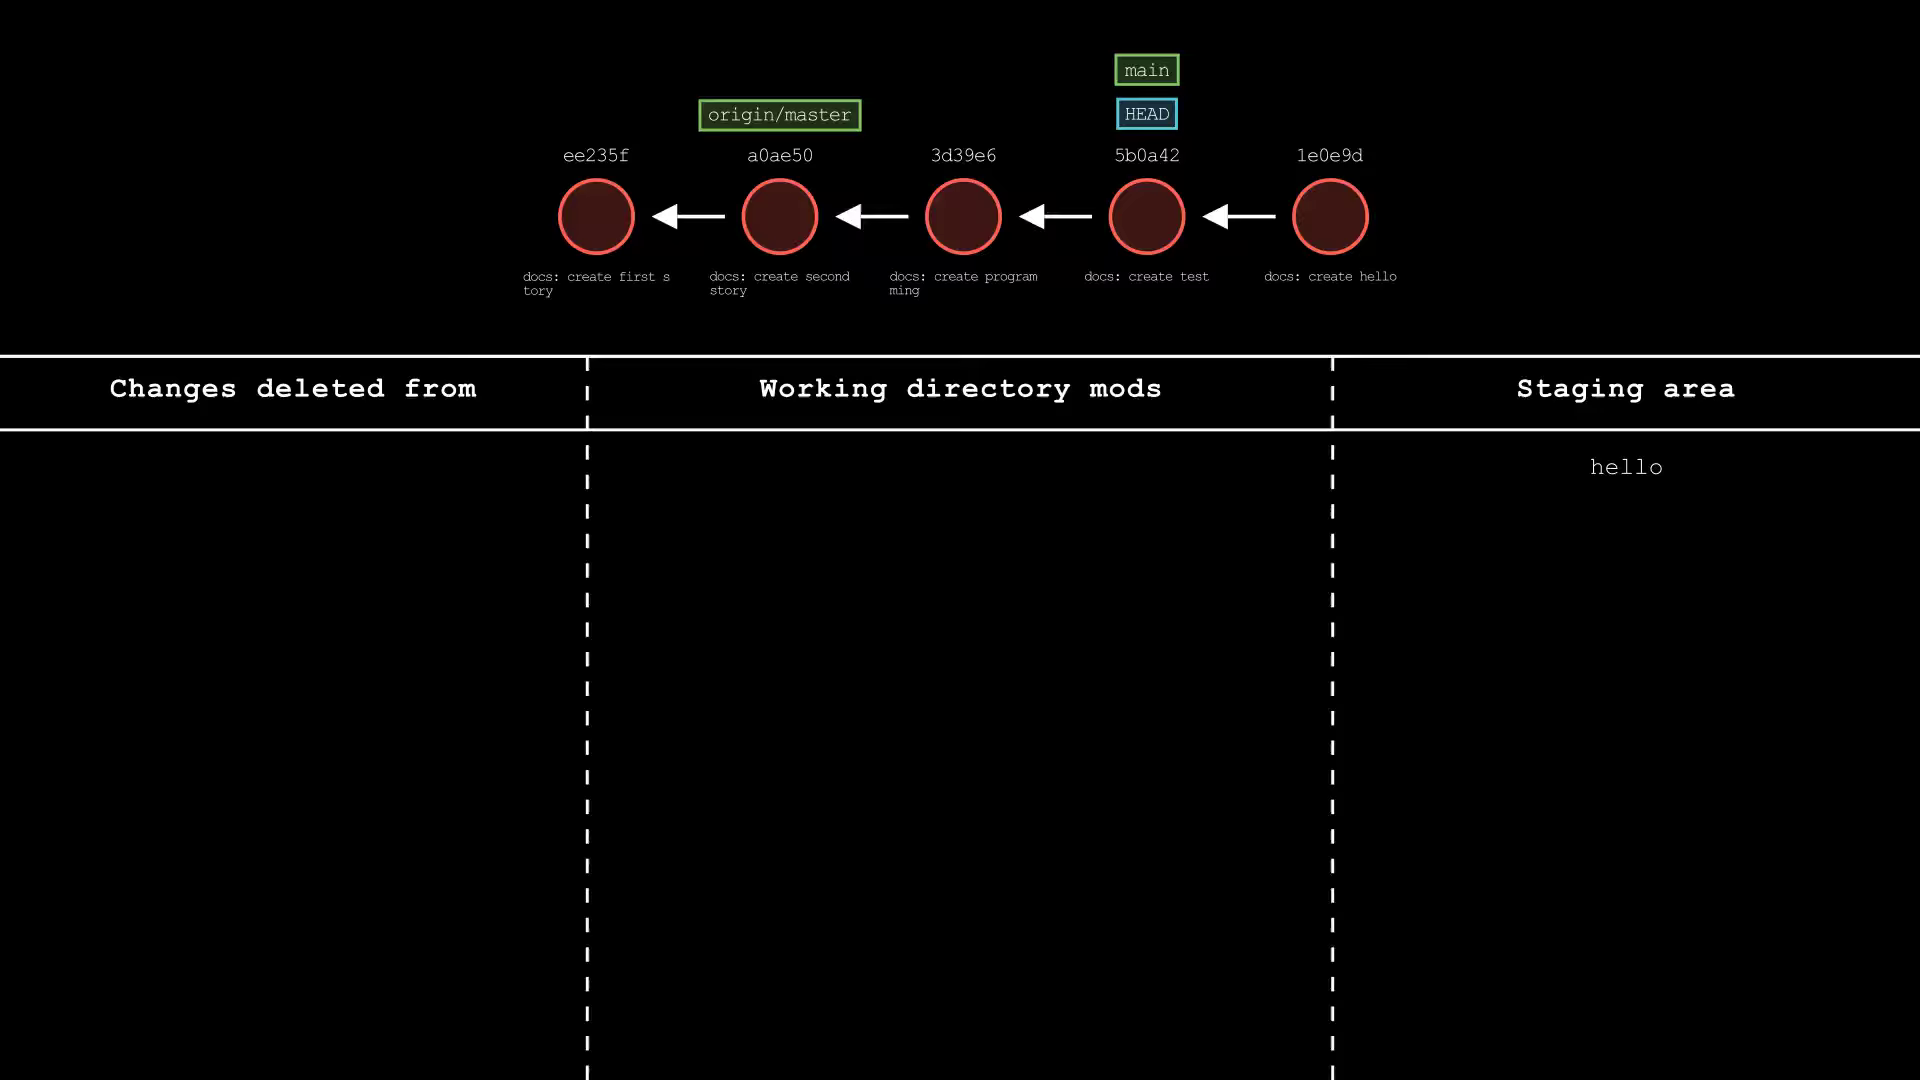 main
origin/master
HEAD
ee235f
a0ae50
3d39e6
5b0a42
1e0e9d
docs: create first s
tory
docs: create second
story
docs: create program
ming
docs: create test
docs: create hello
Changes deleted from
Working directory mods
Staging area
hello